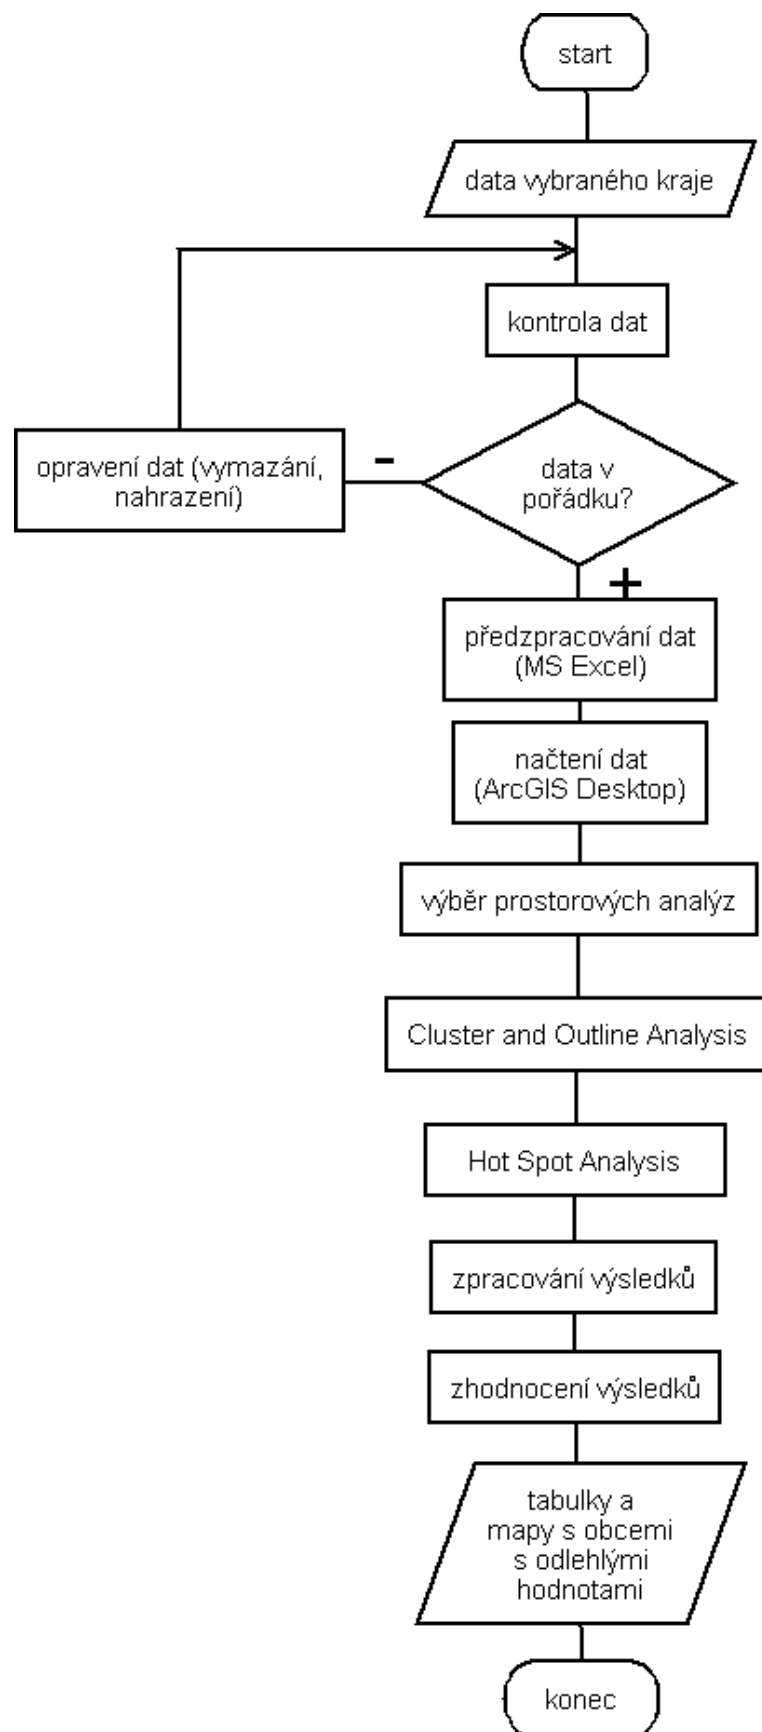 start
data vybraného kraje
kontrola dat
opravení dat (vymazání,
nahrazení)
-
data v
pořádku?
+
předzpracování dat
(MS Excel)
načtení dat
(ArcGIS Desktop)
výběr prostorových analýz
Cluster and Outline Analysis
Hot Spot Analysis
zpracování výsledků
zhodnocení výsledků
tabulky a
mapy s obcemi
s odlehlými
hodnotami
konec